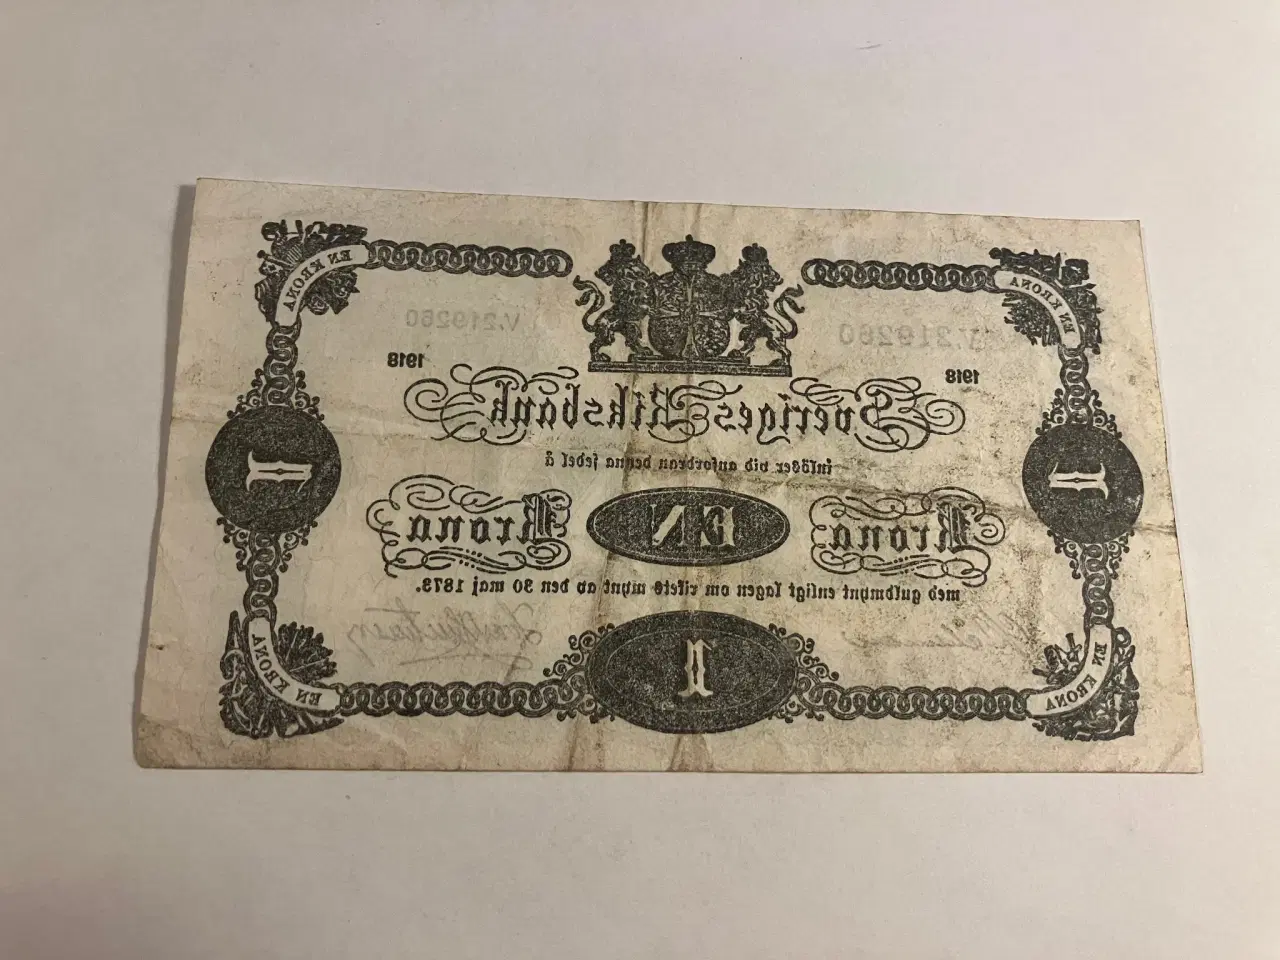 EN KRONA EN KRONA
V.219260 V.219260
1918 1918
Sveriges Riksbank
inlöser vid anfordran denna sedel å
Krona EN Krona
1 1
med guldmynt enligt lagen om rikets mynt av den 30 maj 1873.
1
EN KRONA EN KRONA